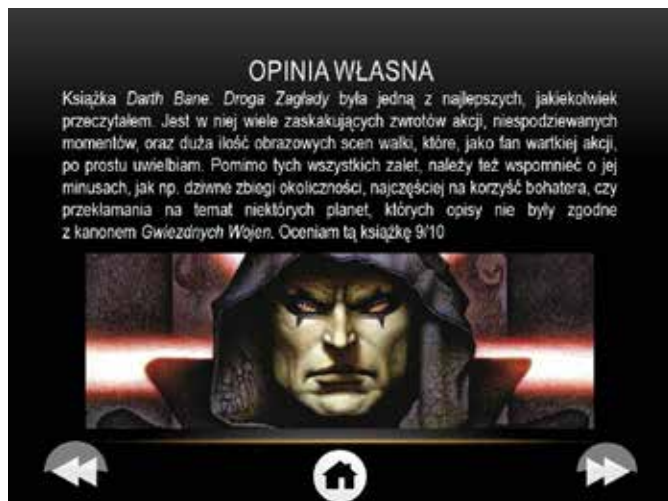 OPINIA WŁASNA
Książka Darth Bane: Droga Zagłady była jedną z najlepszych, jakiekolwiek
przeczytałem. Jest w niej wiele zaskakujących zwrotów akcji, niespodziewanych
momentów, oraz duża ilość obrazowych scen walki, które, jako fan wartkiej akcji,
po prostu uwielbiam. Pomimo tych wszystkich zalet, należy też wspomnieć o jej
minusach, jak np. dziwne zbiegi okoliczności, najczęściej na korzyść bohatera, czy
przekłamania na temat niektórych planet, których opisy nie były zgodne
z kanonem Gwiezdnych Wojen. Oceniam tą książkę 9/10